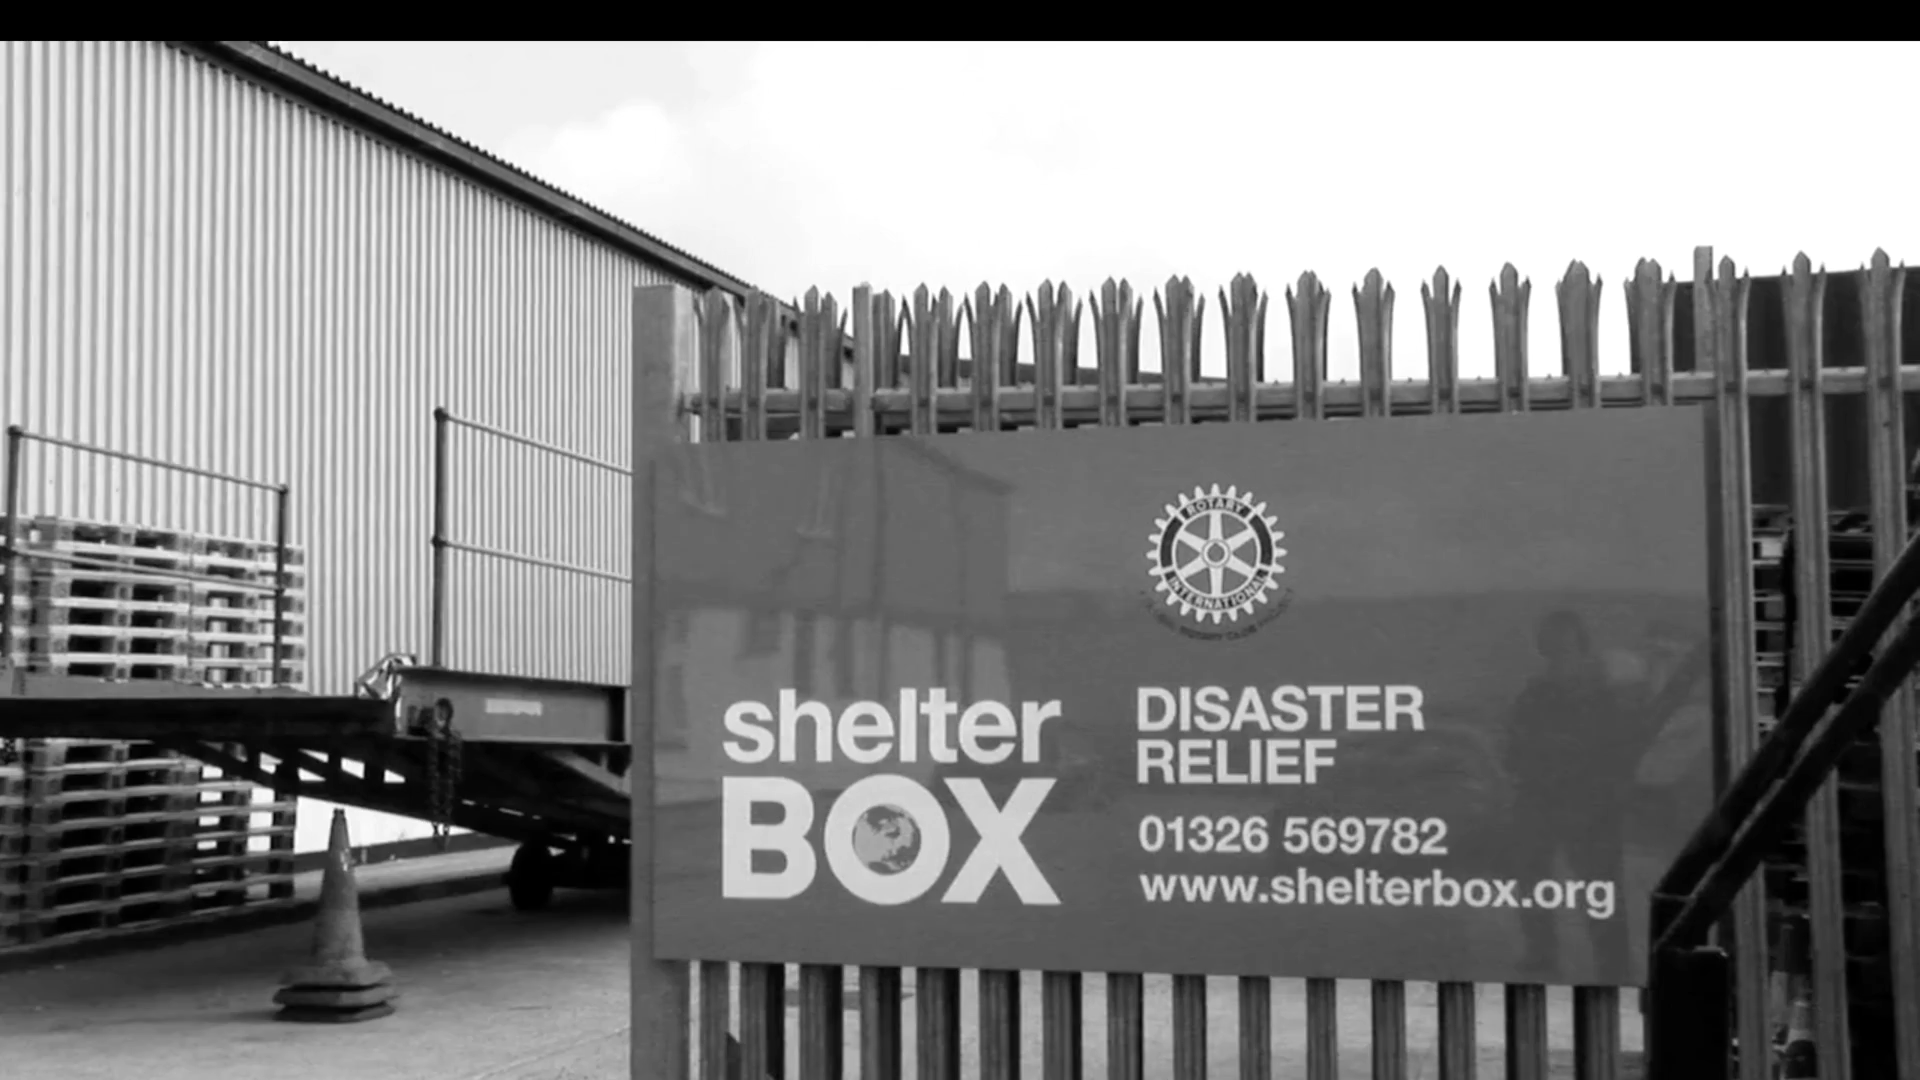 ROTARY
INTERNATIONAL
shelter
BOX
DISASTER
RELIEF
01326 569782
www.shelterbox.org